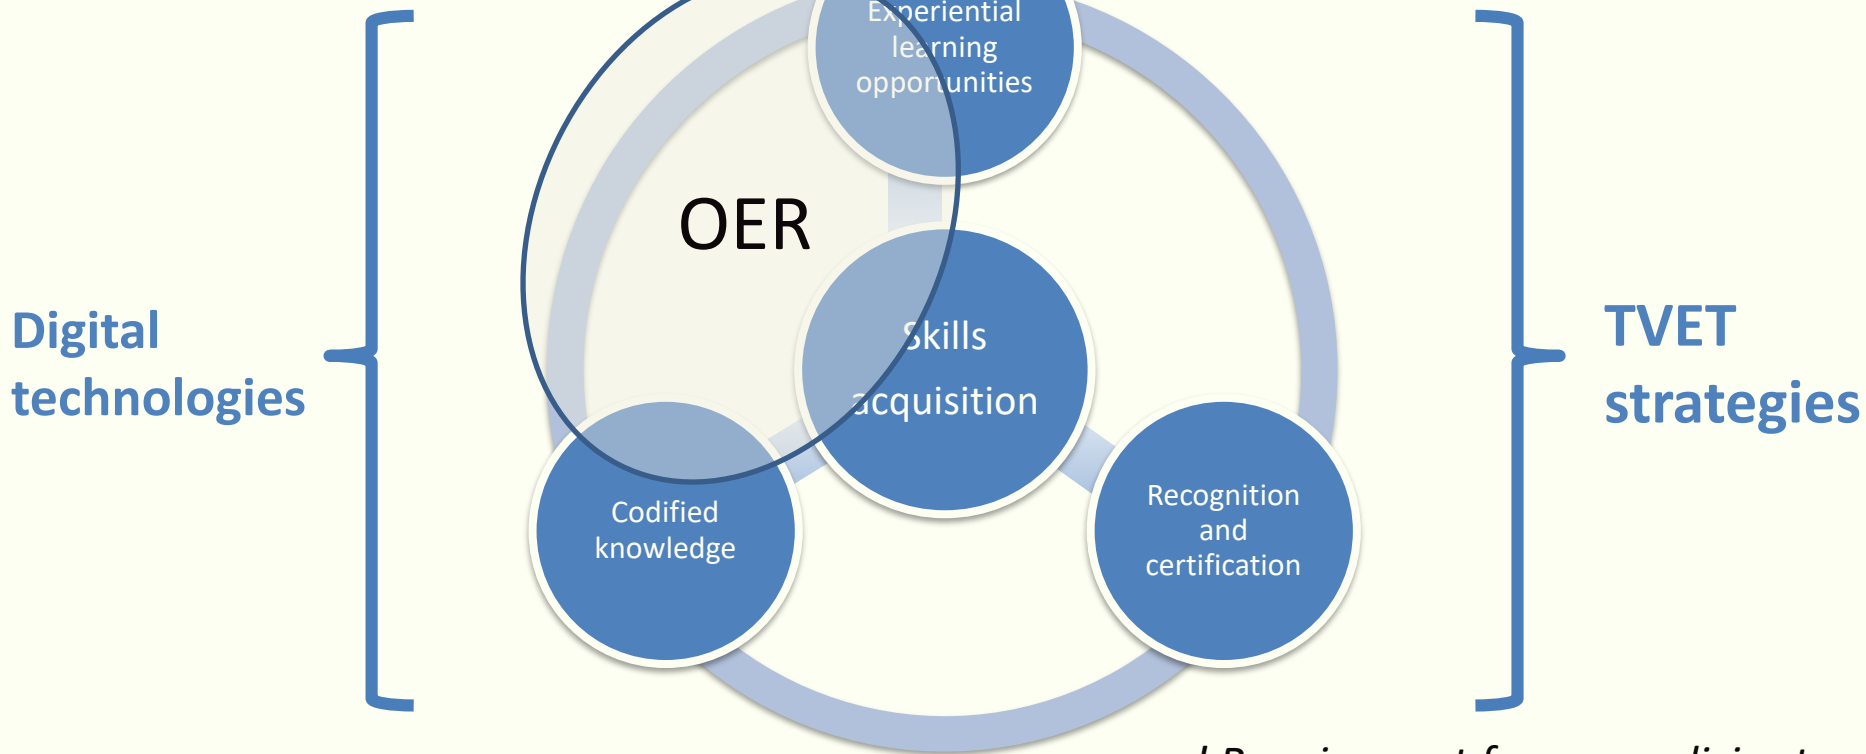 Experiential
learning
opportunities
OER
Digital
technologies
Skills
acquisition
TVET
strategies
Codified
knowledge
Recognition
and
certification